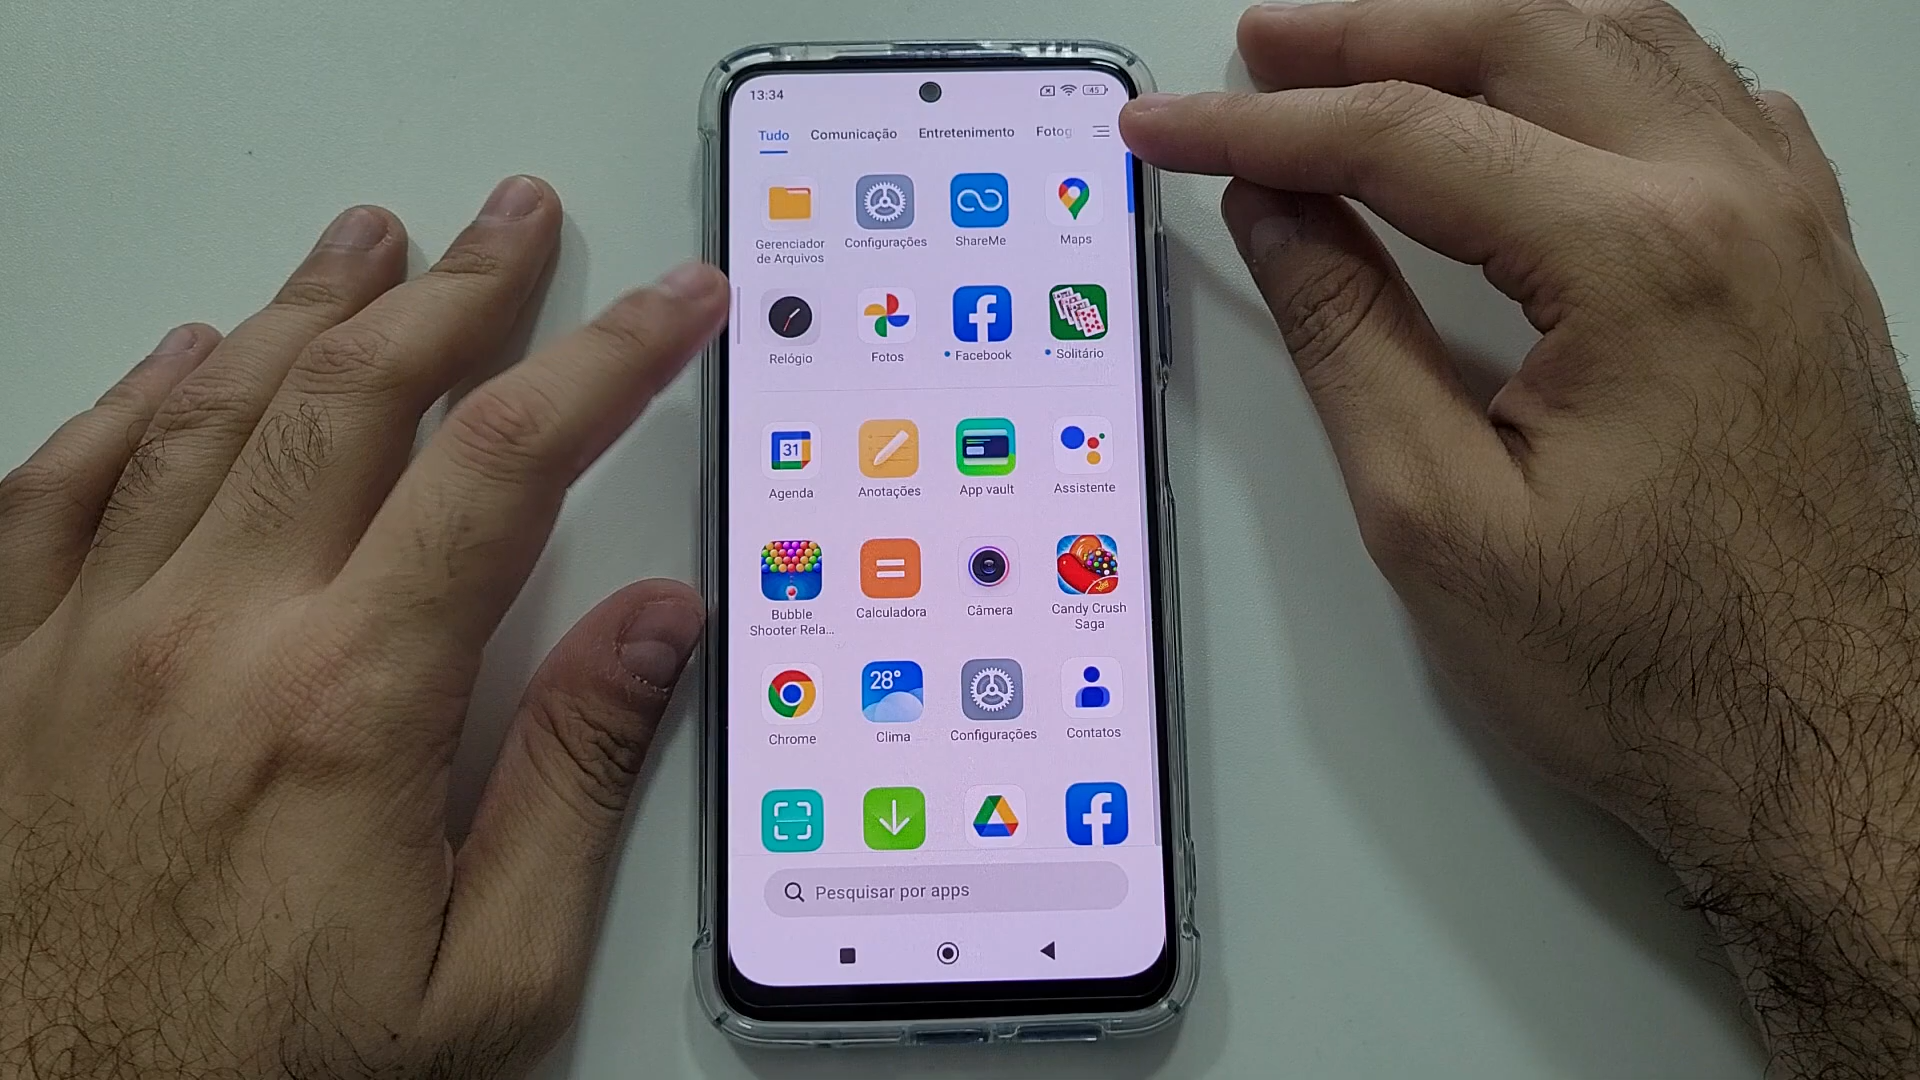 13:34
45
Tudo Comunicação Entretenimento Fotog
Gerenciador
de Arquivos
Configurações
ShareMe
Maps
Relógio
Fotos
Facebook
Solitário
31
Agenda
Anotações
App vault
Assistente
Bubble
Shooter Rela...
Calculadora
Câmera
Candy Crush
Saga
Chrome
28°
Clima
Configurações
Contatos
Pesquisar por apps